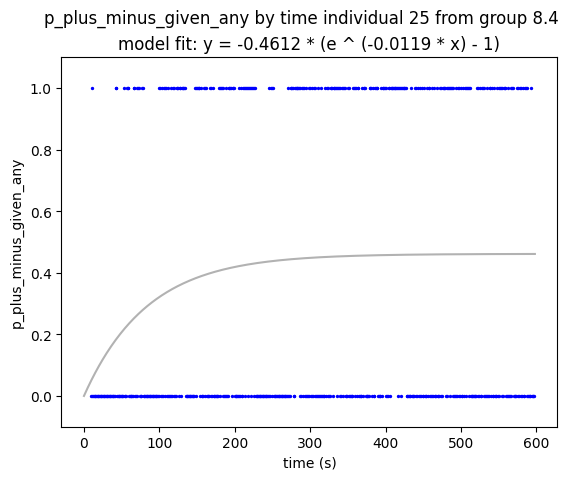 p_plus_minus_given_any by time individual 25 from group 8.4
model fit: y = -0.4612 * (e ^ (-0.0119 * x) - 1)
1.0
0.8
0.6
0.4
0.2
0.0
p_plus_minus_given_any
0 100 200 300 400 500 600
time (s)